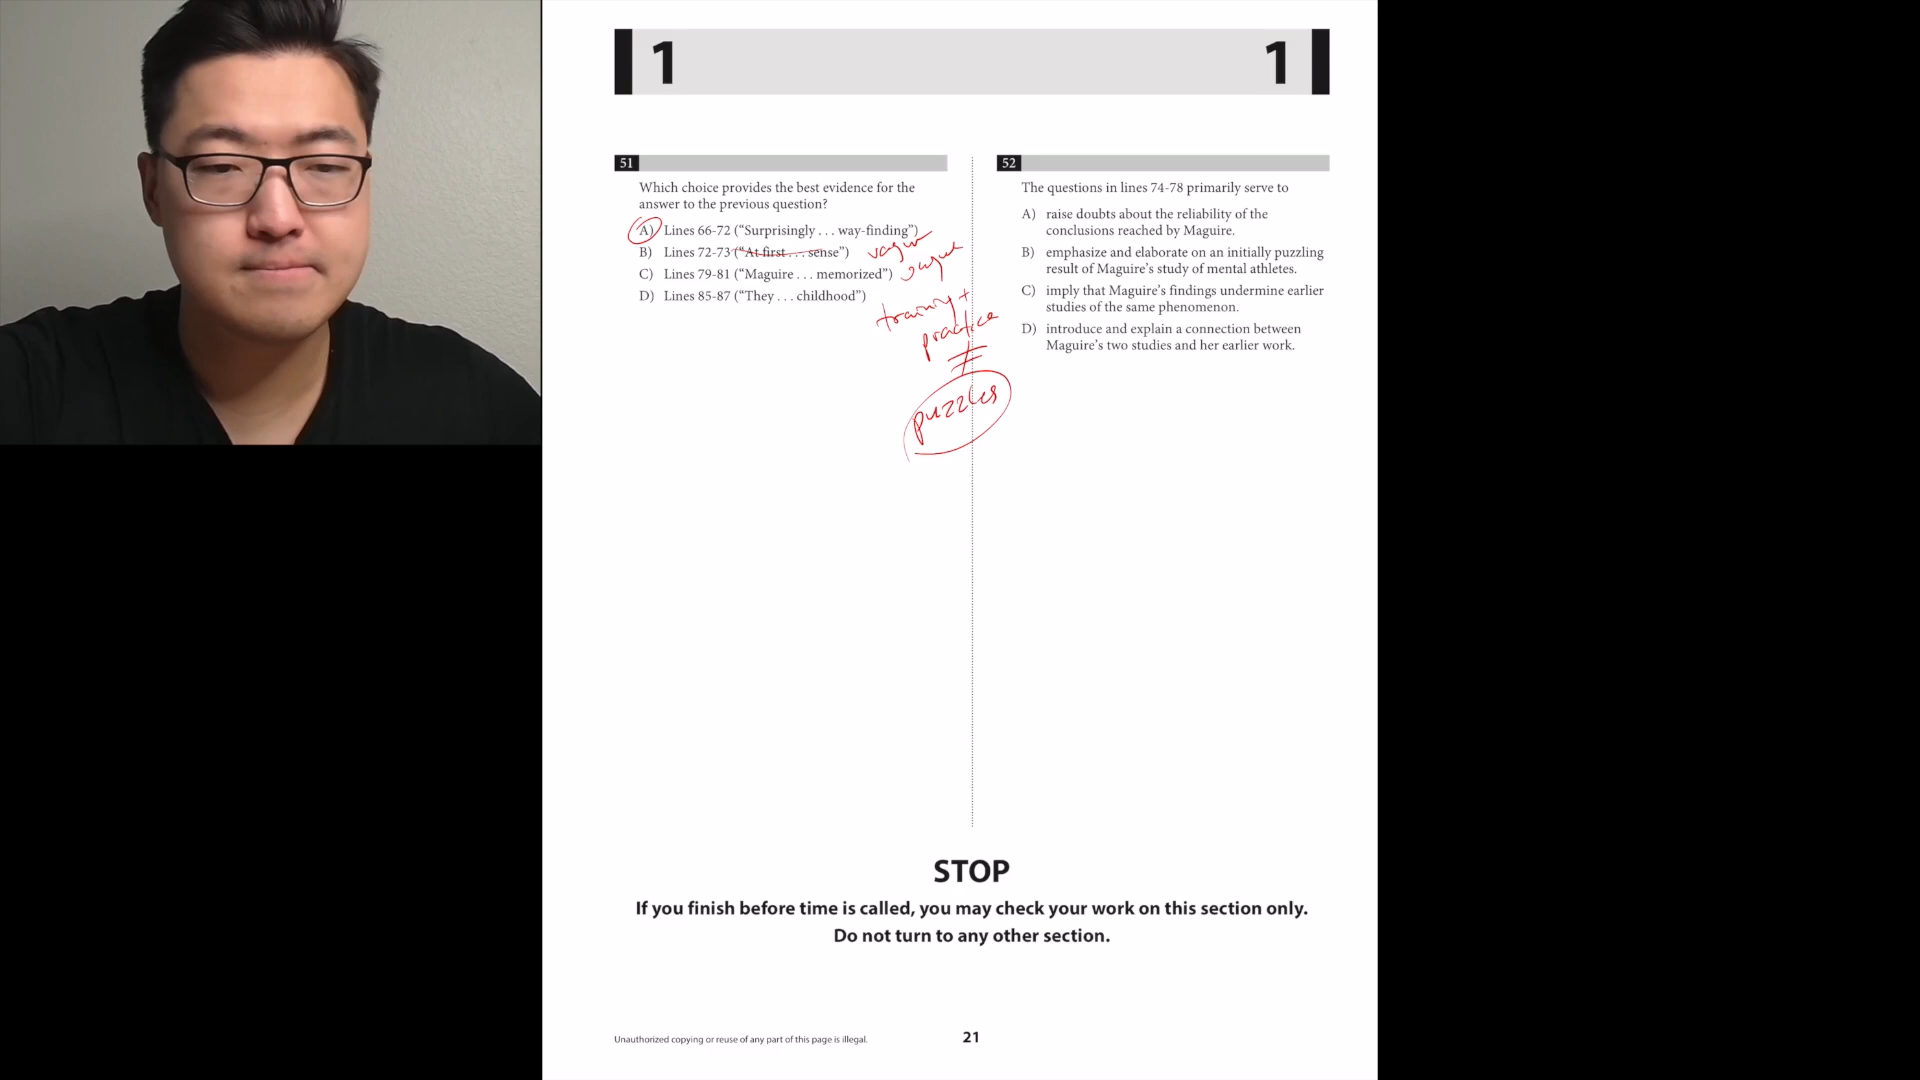 1 1
51
Which choice provides the best evidence for the
answer to the previous question?
A) Lines 66-72 (“Surprisingly . . . way-finding”)
B) Lines 72-73 (“At first . . . sense”) vague
C) Lines 79-81 (“Maguire . . . memorized”) vague
D) Lines 85-87 (“They . . . childhood”)
training +
practice
≠
puzzles
52
The questions in lines 74-78 primarily serve to
A) raise doubts about the reliability of the
conclusions reached by Maguire.
B) emphasize and elaborate on an initially puzzling
result of Maguire’s study of mental athletes.
C) imply that Maguire’s findings undermine earlier
studies of the same phenomenon.
D) introduce and explain a connection between
Maguire’s two studies and her earlier work.
STOP
If you finish before time is called, you may check your work on this section only.
Do not turn to any other section.
Unauthorized copying or reuse of any part of this page is illegal.
21